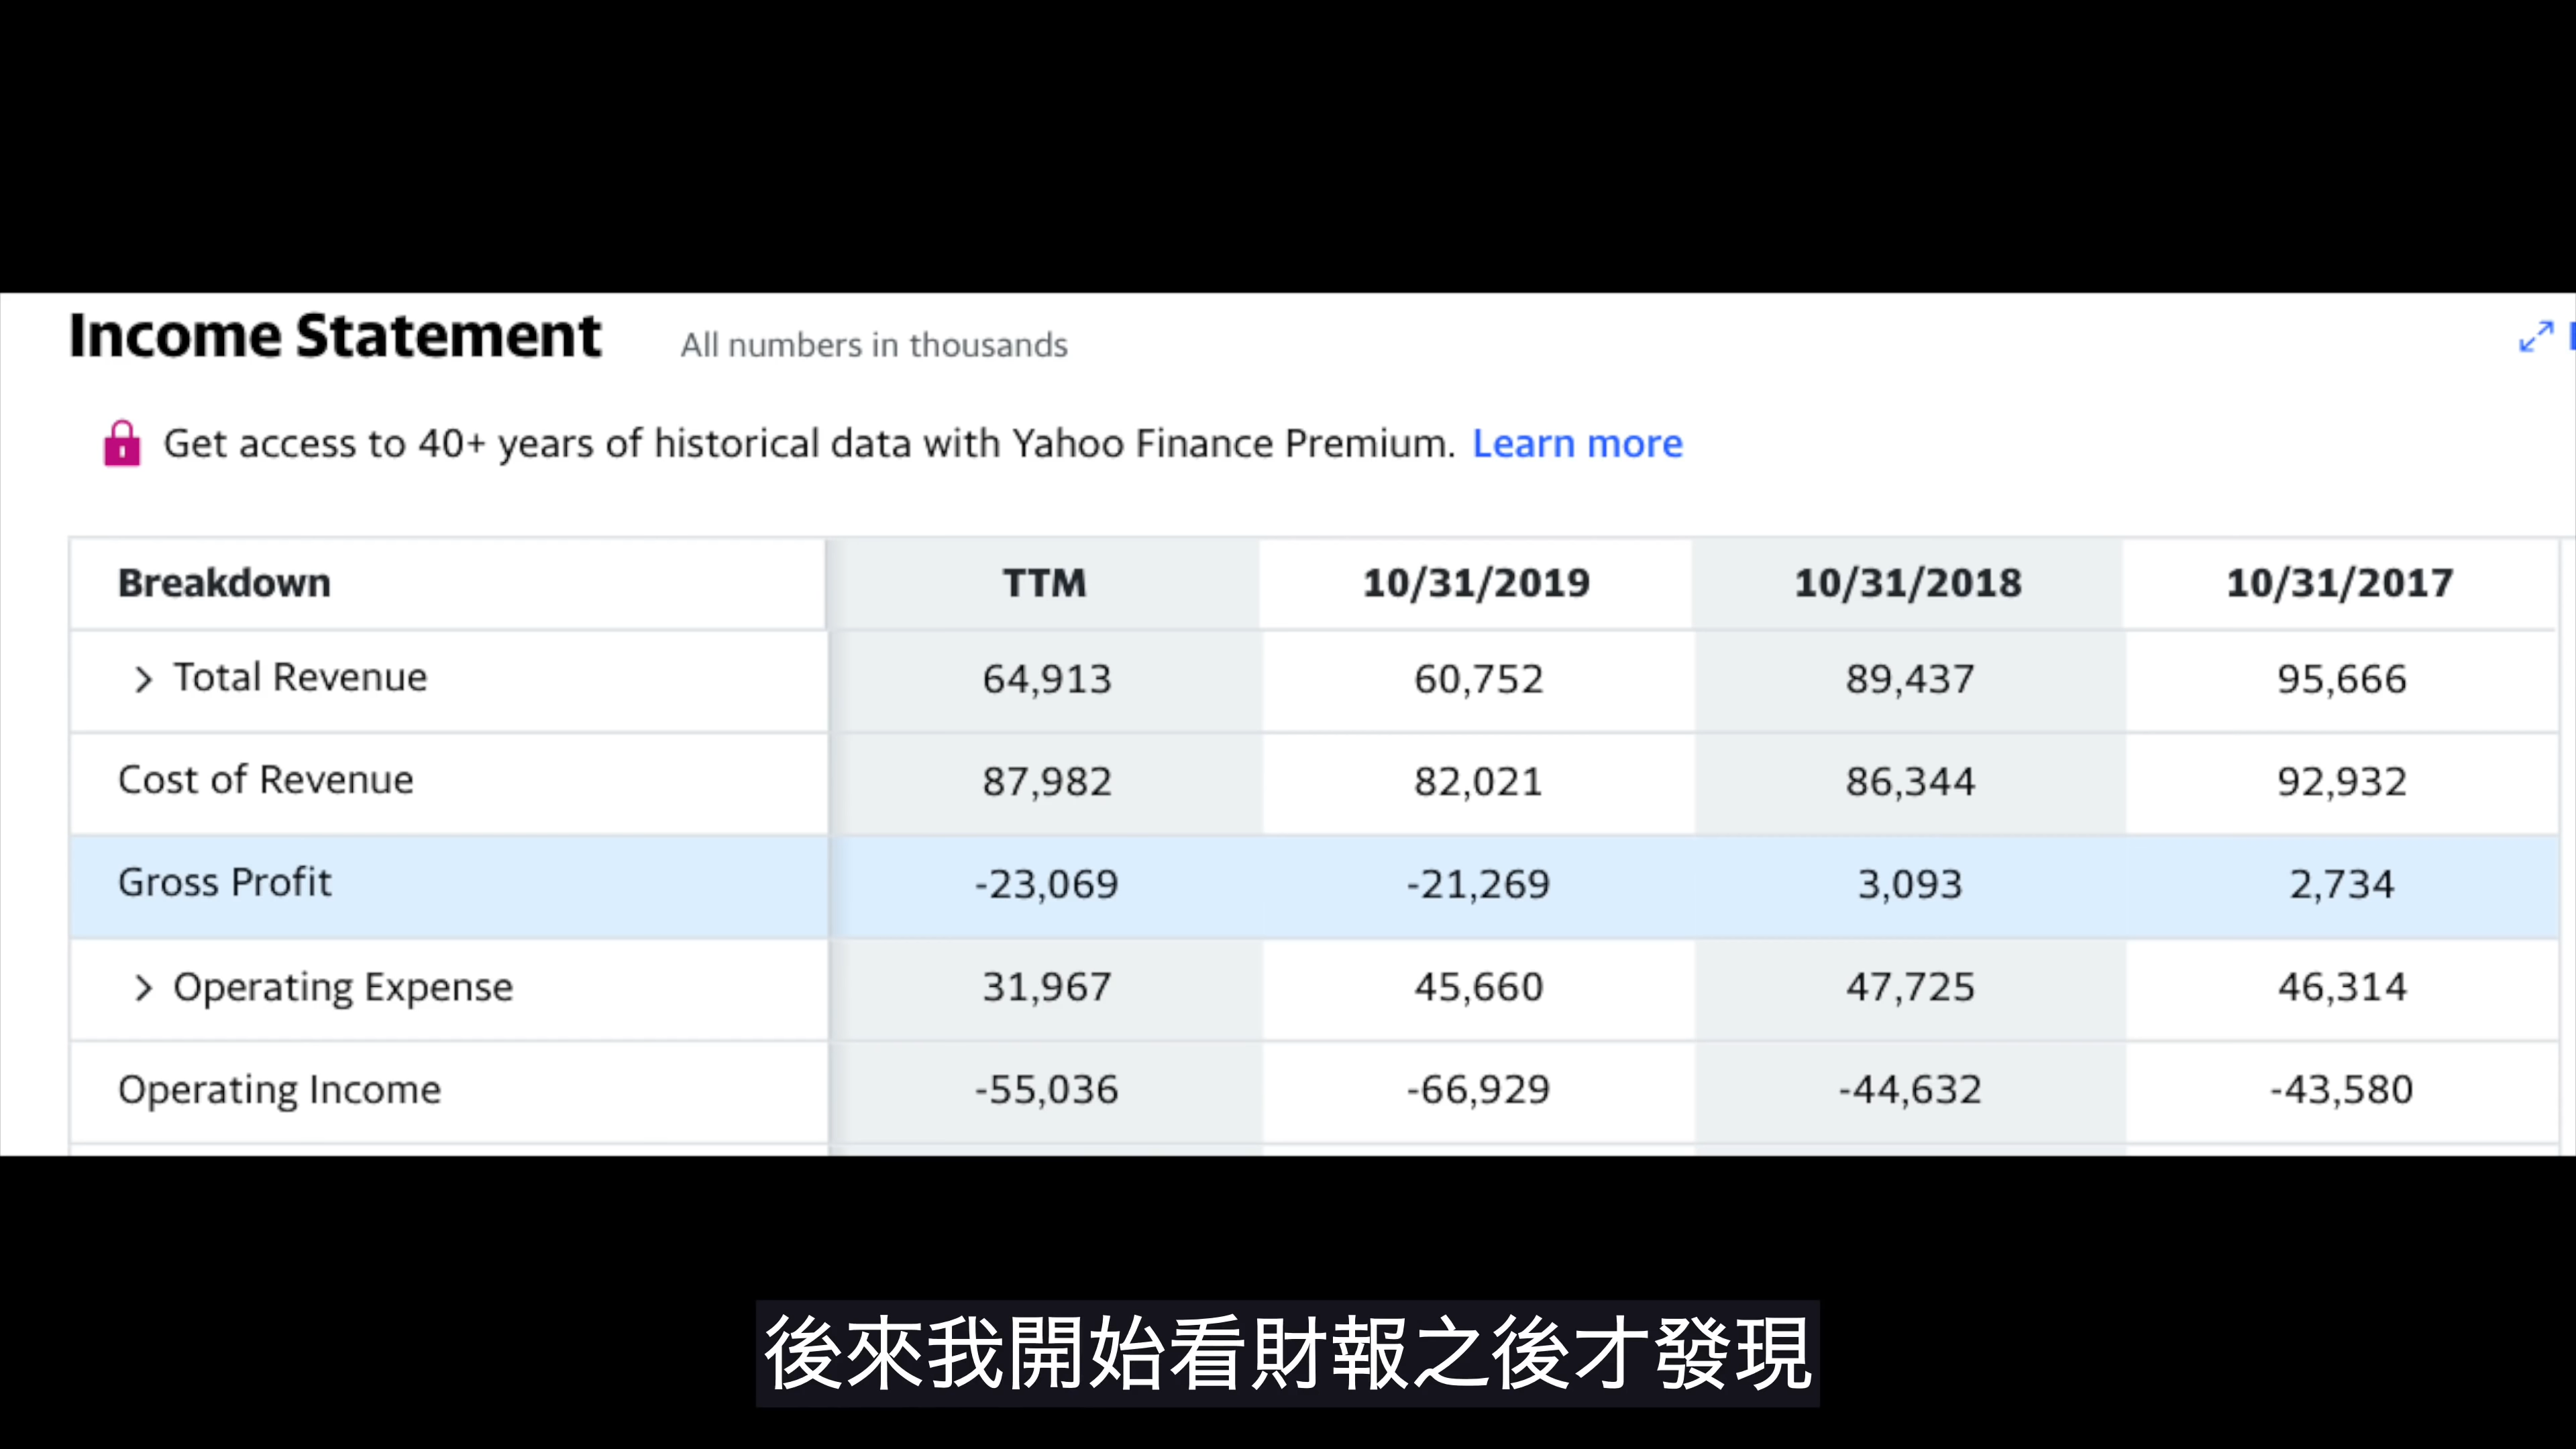 Income Statement All numbers in thousands
Get access to 40+ years of historical data with Yahoo Finance Premium. Learn more
Breakdown TTM 10/31/2019 10/31/2018 10/31/2017
Total Revenue 64,913 60,752 89,437 95,666
Cost of Revenue 87,982 82,021 86,344 92,932
Gross Profit -23,069 -21,269 3,093 2,734
Operating Expense 31,967 45,660 47,725 46,314
Operating Income -55,036 -66,929 -44,632 -43,580
後來我開始看財報之後才發現